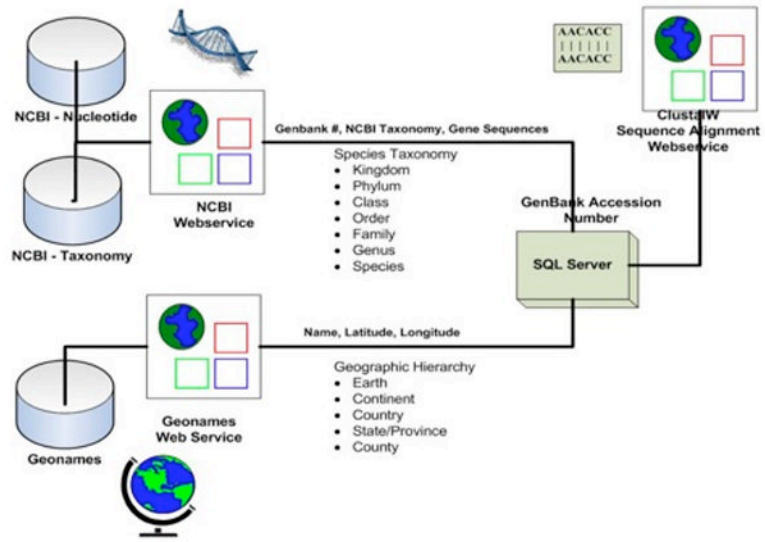 AACACC
| | | | | |
AACACC
NCBI - Nucleotide
Genbank #, NCBI Taxonomy, Gene Sequences
ClustalW
Sequence Alignment
Webservice
Species Taxonomy
• Kingdom
• Phylum
• Class
• Order
• Family
• Genus
• Species
NCBI
Webservice
GenBank Accession
Number
NCBI - Taxonomy
SQL Server
Name, Latitude, Longitude
Geographic Hierarchy
• Earth
• Continent
• Country
• State/Province
• County
Geonames
Web Service
Geonames